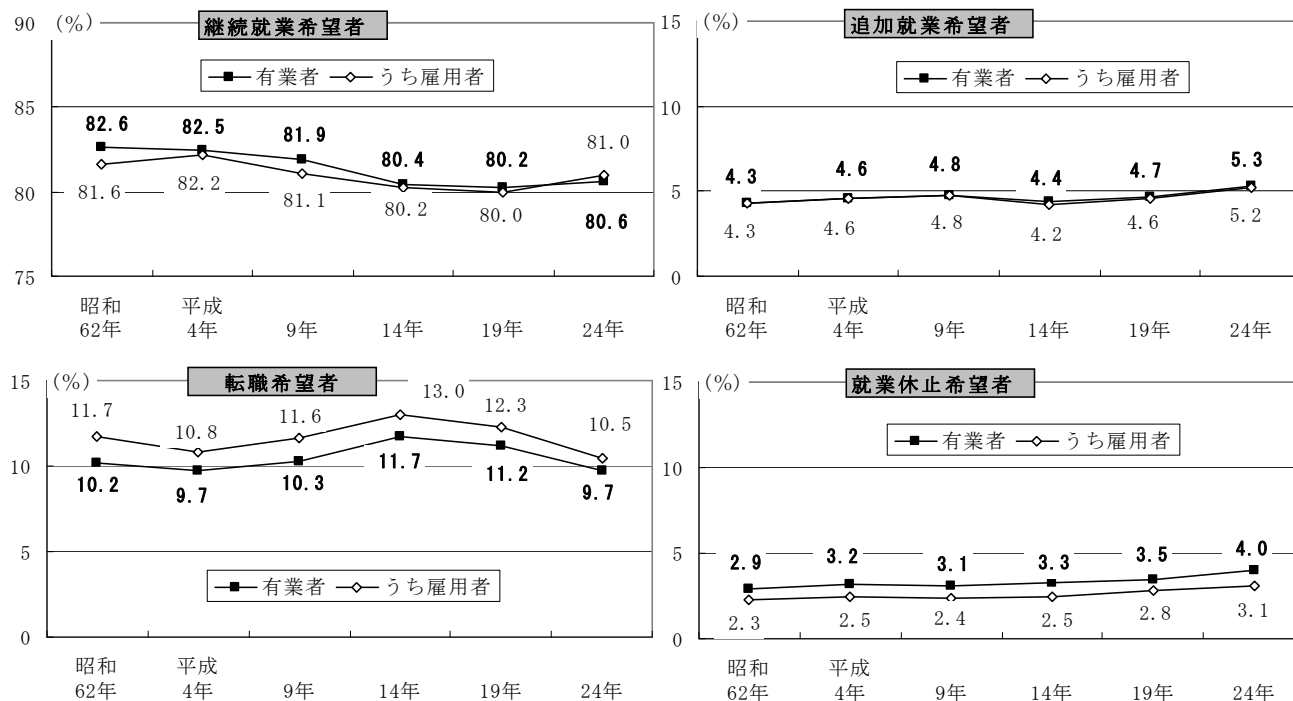 継続就業希望者
(%)
90
85
80
75
有業者 うち雇用者
82.6 82.5 81.9 80.4 80.2 81.0
81.6 82.2 81.1 80.2 80.0 80.6
昭和 平成
62年 4年 9年 14年 19年 24年
追加就業希望者
(%)
15
10
5
0
有業者 うち雇用者
4.3 4.6 4.8 4.4 4.7 5.3
4.3 4.6 4.8 4.2 4.6 5.2
昭和 平成
62年 4年 9年 14年 19年 24年
転職希望者
(%)
15
10
5
0
11.7 10.8 11.6 13.0 12.3 10.5
10.2 9.7 10.3 11.7 11.2 9.7
有業者 うち雇用者
昭和 平成
62年 4年 9年 14年 19年 24年
就業休止希望者
(%)
15
10
5
0
有業者 うち雇用者
2.9 3.2 3.1 3.3 3.5 4.0
2.3 2.5 2.4 2.5 2.8 3.1
昭和 平成
62年 4年 9年 14年 19年 24年